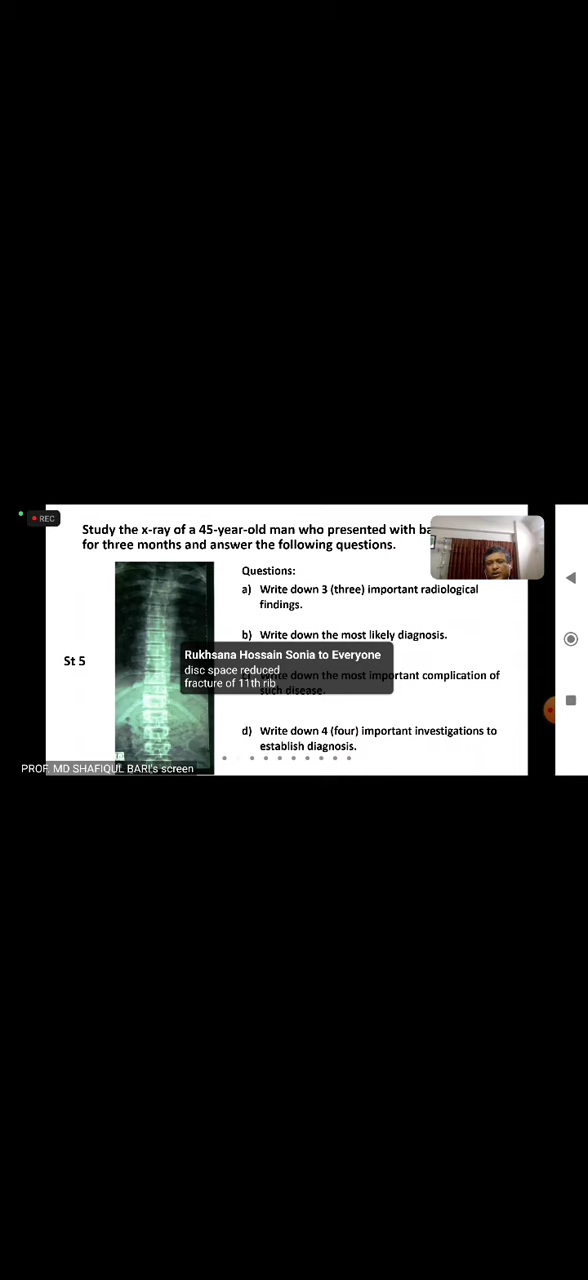 REC
Study the x-ray of a 45-year-old man who presented with
for three months and answer the following questions.
Questions:
a) Write down 3 (three) important radiological
findings.
b) Write down the most likely diagnosis.
St 5
Rukhsana Hossain Sonia to Everyone
disc space reduced
fracture of 11th rib
c) Write down the most important complication of
such disease.
d) Write down 4 (four) important investigations to
establish diagnosis.
PROF. MD SHAFIQUL BARI's screen